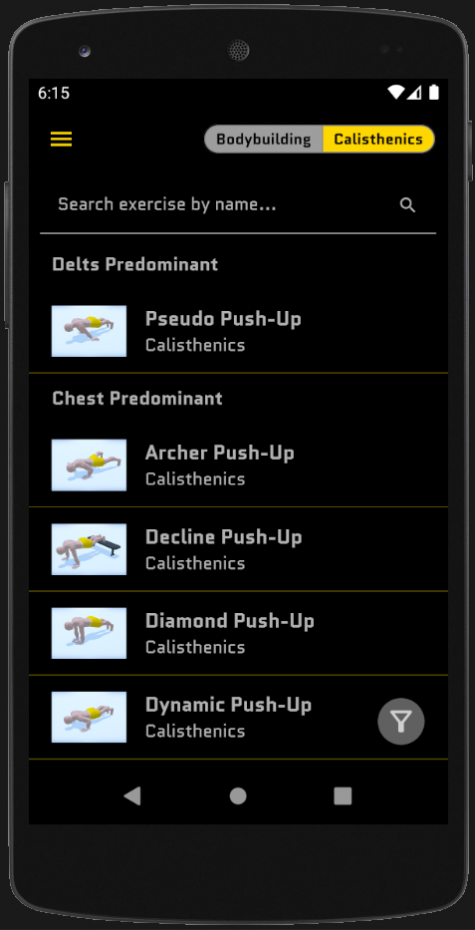 6:15
Bodybuilding Calisthenics
Search exercise by name...
Delts Predominant
Pseudo Push-Up
Calisthenics
Chest Predominant
Archer Push-Up
Calisthenics
Decline Push-Up
Calisthenics
Diamond Push-Up
Calisthenics
Dynamic Push-Up
Calisthenics